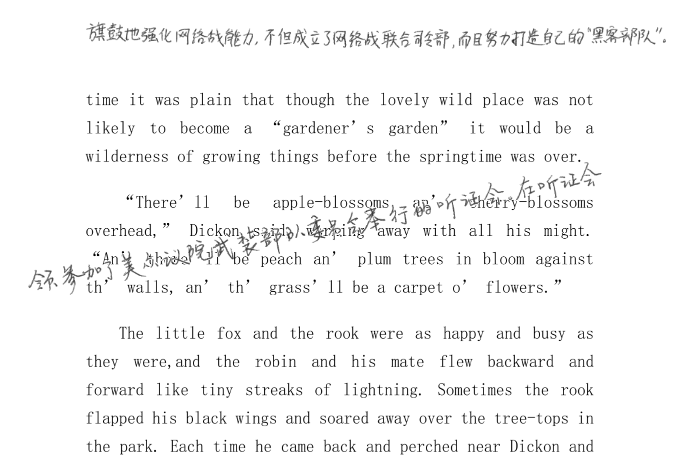 旗鼓地强化网络战能力，不但成立了网络战联合司令部，而且努力打造自己的“黑客部队”。
time it was plain that though the lovely wild place was not
likely to become a “gardener’s garden” it would be a
wilderness of growing things before the springtime was over.
“There’ll be apple-blossoms an’ cherry-blossoms
overhead,” Dickon said, working away with all his might.
领参加了美参议院武装部队委员会举行的听证会。在听证会
“An’ there’ll be peach an’ plum trees in bloom against
th’ walls, an’ th’ grass’ll be a carpet o’ flowers.”
The little fox and the rook were as happy and busy as
they were,and the robin and his mate flew backward and
forward like tiny streaks of lightning. Sometimes the rook
flapped his black wings and soared away over the tree-tops in
the park. Each time he came back and perched near Dickon and